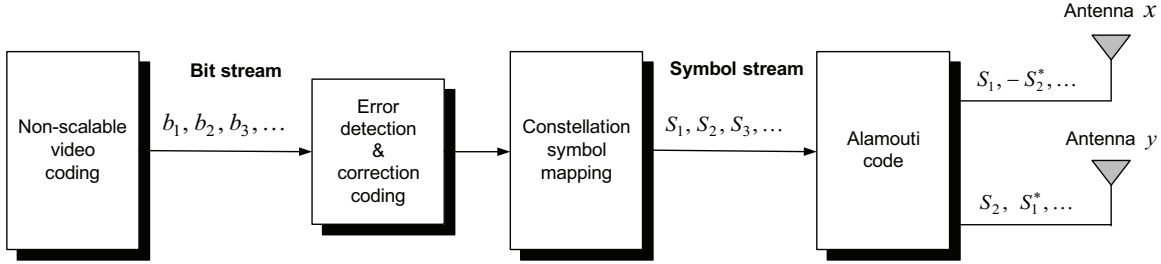 Non-scalable
video
coding
Bit stream
b₁, b₂, b₃, ...
Error
detection
&
correction
coding
Constellation
symbol
mapping
Symbol stream
S₁, S₂, S₃, ...
Alamouti
code
Antenna x
S₁, − S₂*, ...
Antenna y
S₂, S₁*, ...